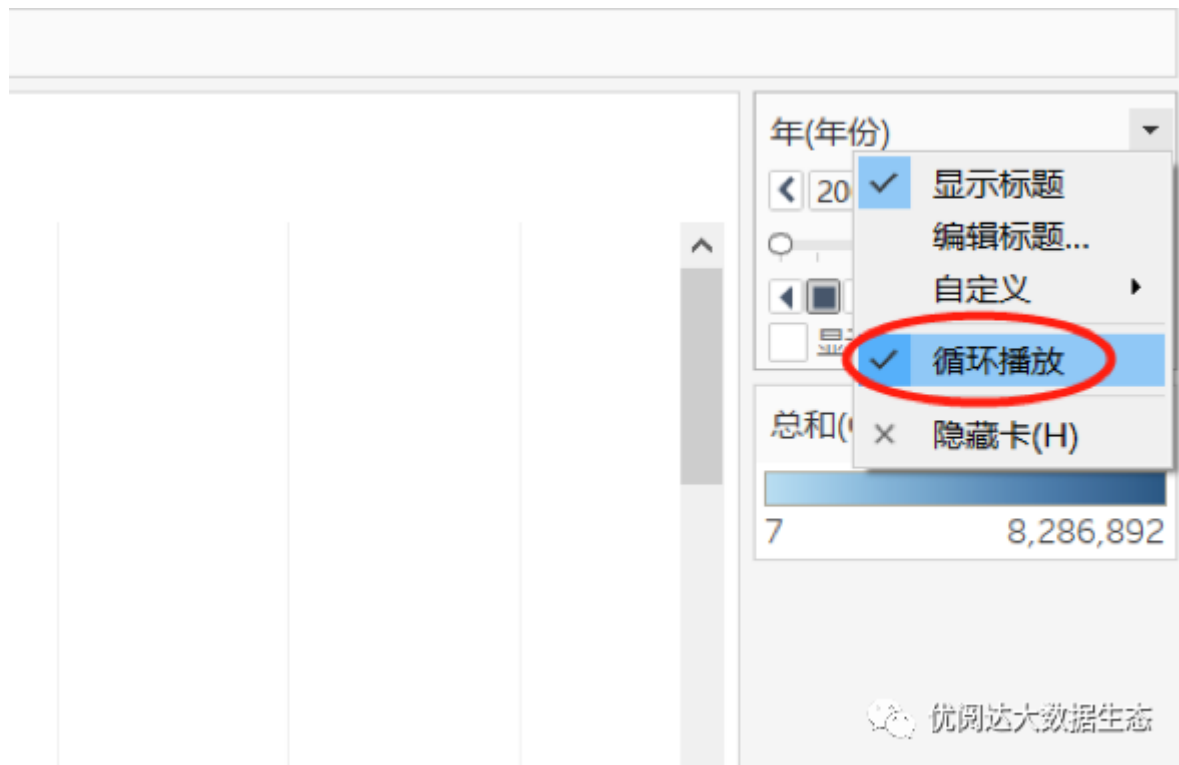 年(年份)
20
显示标题
编辑标题...
自定义
循环播放
隐藏卡(H)
总和(
7
8,286,892
优阅达大数据生态